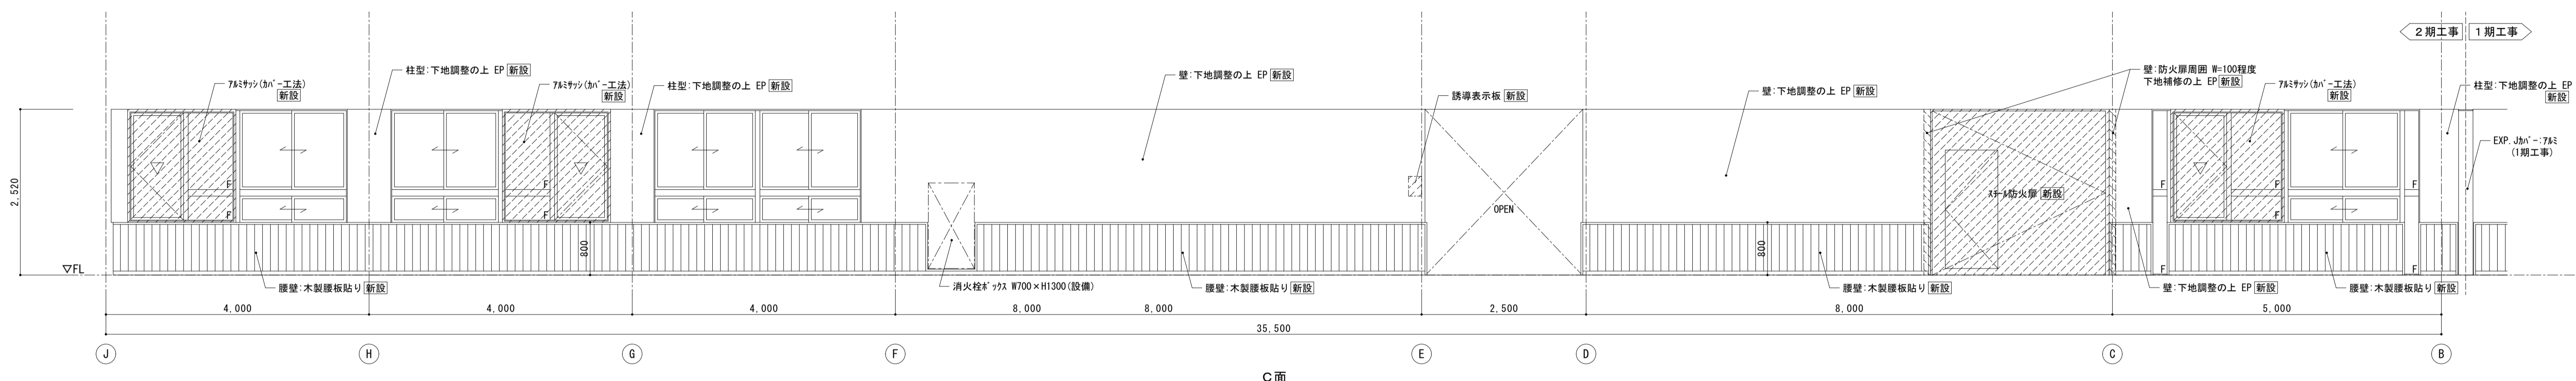 ２期工事 １期工事
ｱﾙﾐｻｯｼ(ｶﾊﾞｰ工法)
新設
柱型:下地調整の上 EP 新設
ｱﾙﾐｻｯｼ(ｶﾊﾞｰ工法)
新設
柱型:下地調整の上 EP 新設
壁:下地調整の上 EP 新設
誘導表示板 新設
壁:下地調整の上 EP 新設
壁:防火扉周囲 W=100程度
下地補修の上 EP 新設
ｱﾙﾐｻｯｼ(ｶﾊﾞｰ工法)
新設
柱型:下地調整の上 EP
新設
EXP.Jｶﾊﾞｰ:ｱﾙﾐ
(1期工事)
2,520
F
F
F
F
OPEN
ｽﾁｰﾙ防火扉 新設
F
F
F
F
F
F
800
800
▽FL
腰壁:木製腰板貼り 新設
消火栓ﾎﾞｯｸｽ W700×H1300(設備)
腰壁:木製腰板貼り 新設
腰壁:木製腰板貼り 新設
壁:下地調整の上 EP 新設
腰壁:木製腰板貼り 新設
4,000 4,000 4,000 8,000 8,000 2,500 8,000 5,000
35,500
J H G F E D C B
C面